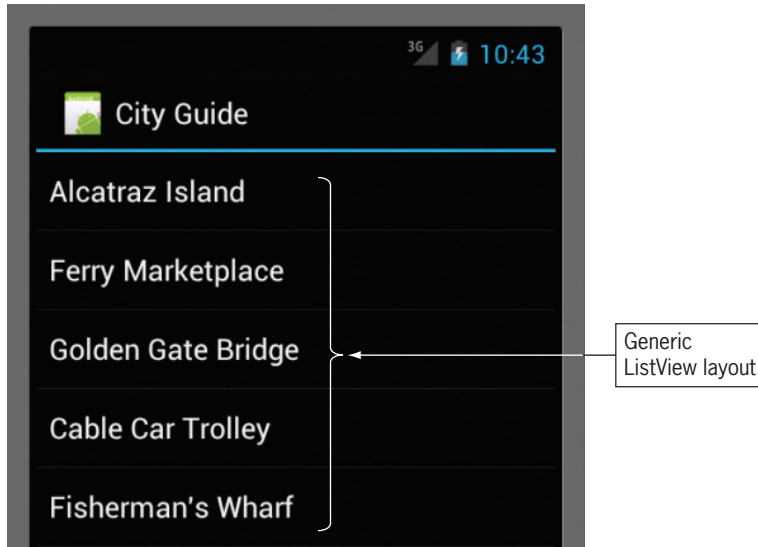 3G 10:43
City Guide
Alcatraz Island
Ferry Marketplace
Golden Gate Bridge
Cable Car Trolley
Fisherman's Wharf
Generic
ListView layout